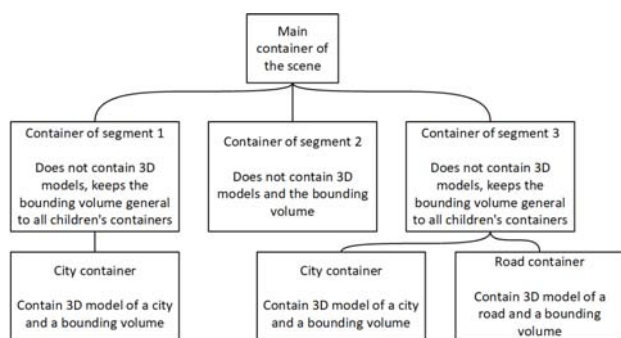 Main
container of
the scene
Container of segment 1
Does not contain 3D
models, keeps the
bounding volume general
to all children's containers
Container of segment 2
Does not contain 3D
models and the bounding
volume
Container of segment 3
Does not contain 3D
models, keeps the
bounding volume general
to all children's containers
City container
Contain 3D model of a city
and a bounding volume
City container
Contain 3D model of a city
and a bounding volume
Road container
Contain 3D model of a
road and a bounding
volume